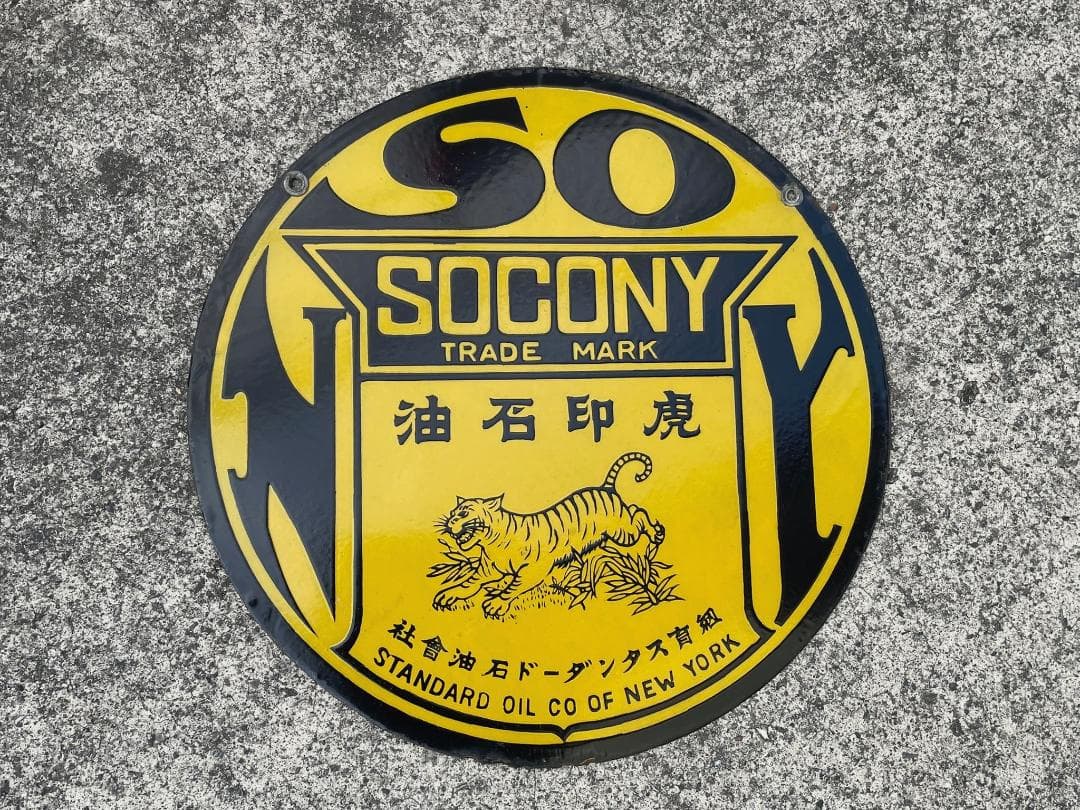 SO
N Y
SOCONY
TRADE MARK
虎印石油
紐育スタンダード石油會社
STANDARD OIL CO OF NEW YORK